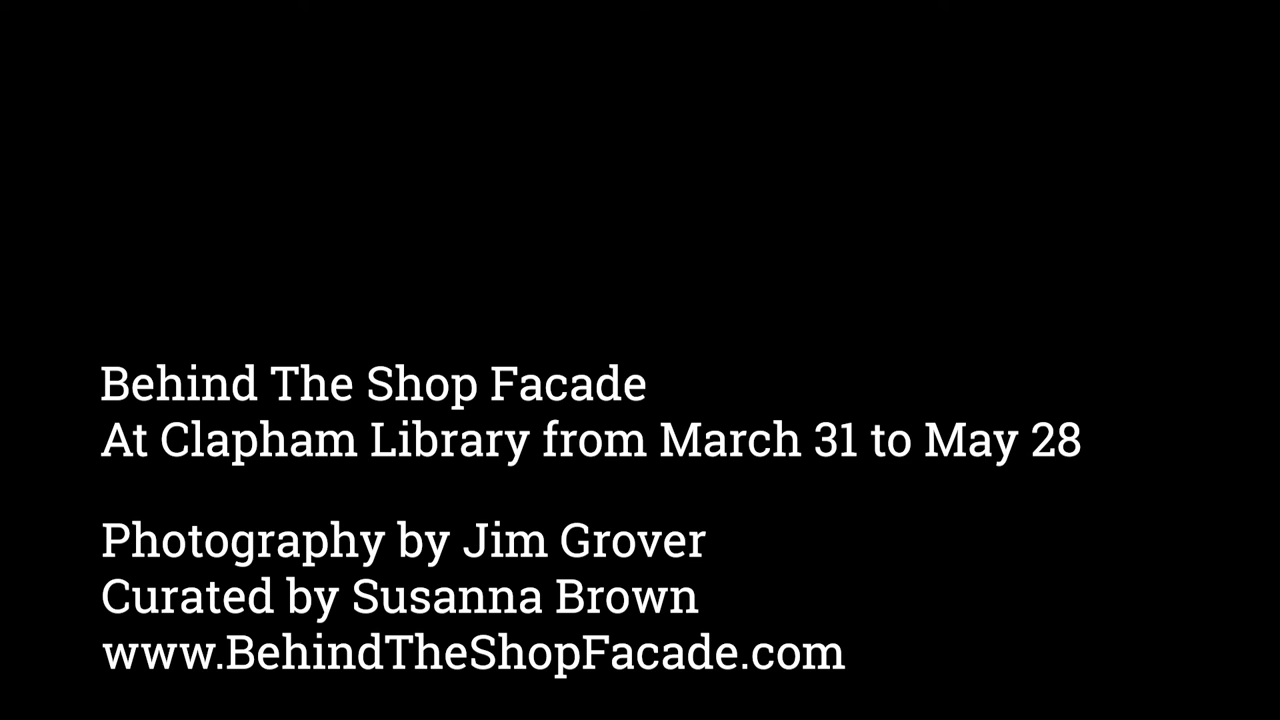 Behind The Shop Facade
At Clapham Library from March 31 to May 28
Photography by Jim Grover
Curated by Susanna Brown
www.BehindTheShopFacade.com